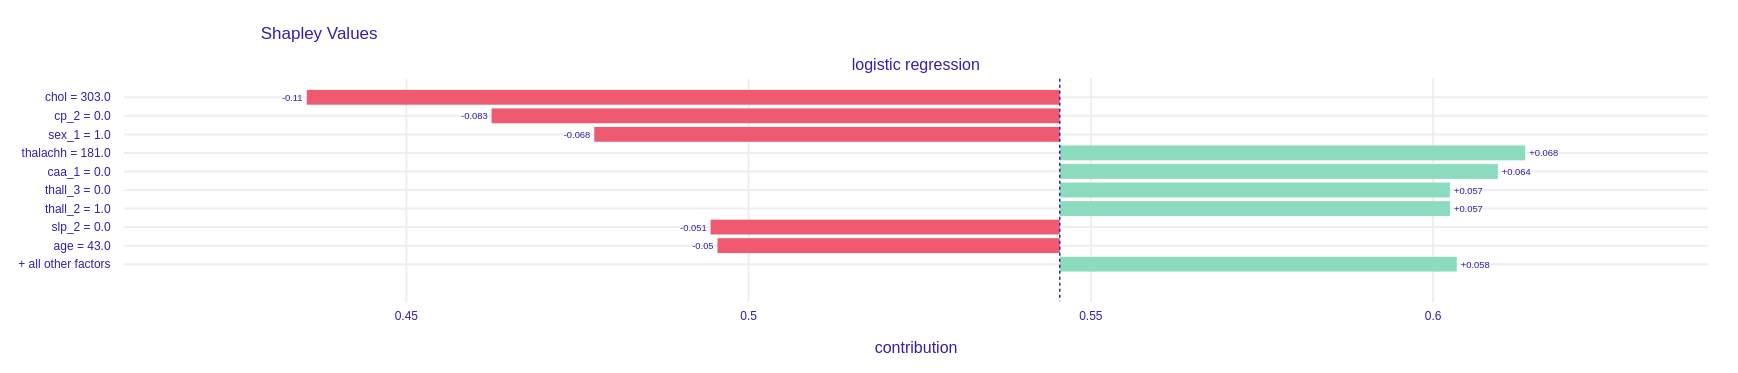 Shapley Values
logistic regression
chol = 303.0 -0.11
cp_2 = 0.0 -0.083
sex_1 = 1.0 -0.068
thalachh = 181.0 +0.068
caa_1 = 0.0 +0.064
thall_3 = 0.0 +0.057
thall_2 = 1.0 +0.057
slp_2 = 0.0 -0.051
age = 43.0 -0.05
+ all other factors +0.058
0.45 0.5 0.55 0.6
contribution